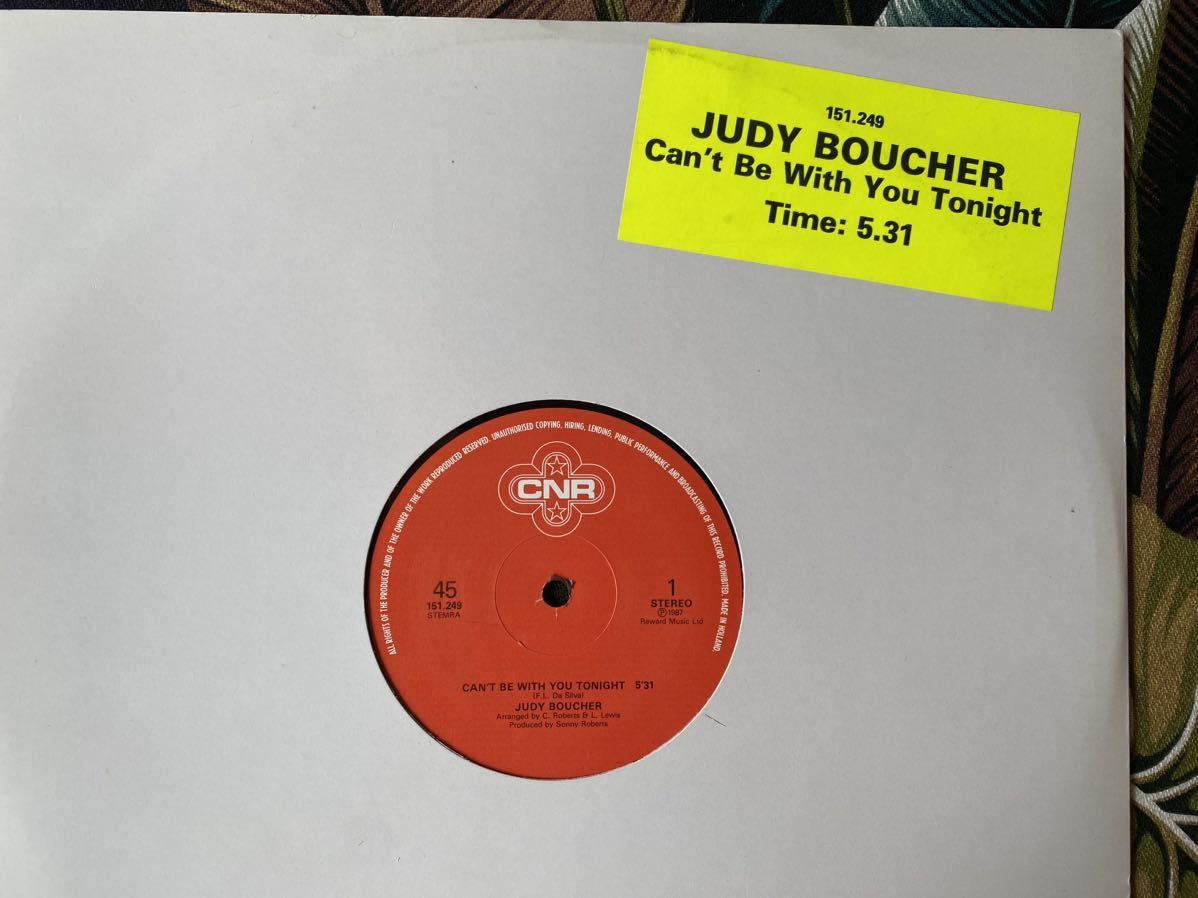 151.249
JUDY BOUCHER
Can't Be With You Tonight
Time: 5.31
ALL RIGHTS OF THE PRODUCER AND OF THE OWNER OF THE WORK REPRODUCED RESERVED. UNAUTHORISED COPYING, HIRING, LENDING, PUBLIC PERFORMANCE AND BROADCASTING OF THIS RECORD PROHIBITED. MADE IN HOLLAND.
CNR
45
151.249
STEMRA
1
STEREO
Ⓟ1987
Reward Music Ltd
CAN'T BE WITH YOU TONIGHT 5'31
(F.L. Da Silva)
JUDY BOUCHER
Arranged by C. Roberts & L. Lewis
Produced by Sonny Roberts